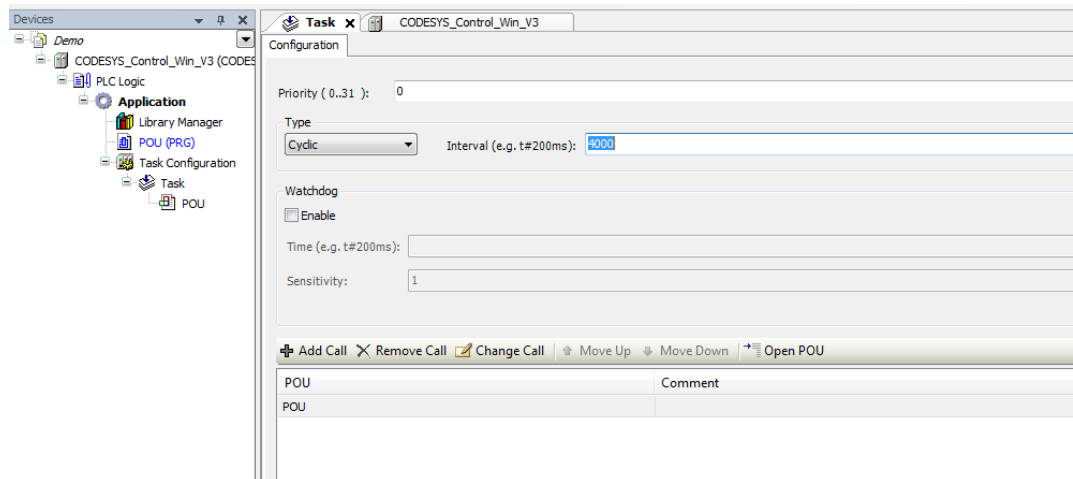 Devices
Demo
CODESYS_Control_Win_V3 (CODES
PLC Logic
Application
Library Manager
POU (PRG)
Task Configuration
Task
POU
Task
CODESYS_Control_Win_V3
Configuration
Priority ( 0..31 ): 0
Type
Cyclic Interval (e.g. t#200ms): 4000
Watchdog
Enable
Time (e.g. t#200ms):
Sensitivity: 1
Add Call Remove Call Change Call Move Up Move Down Open POU
POU Comment
POU